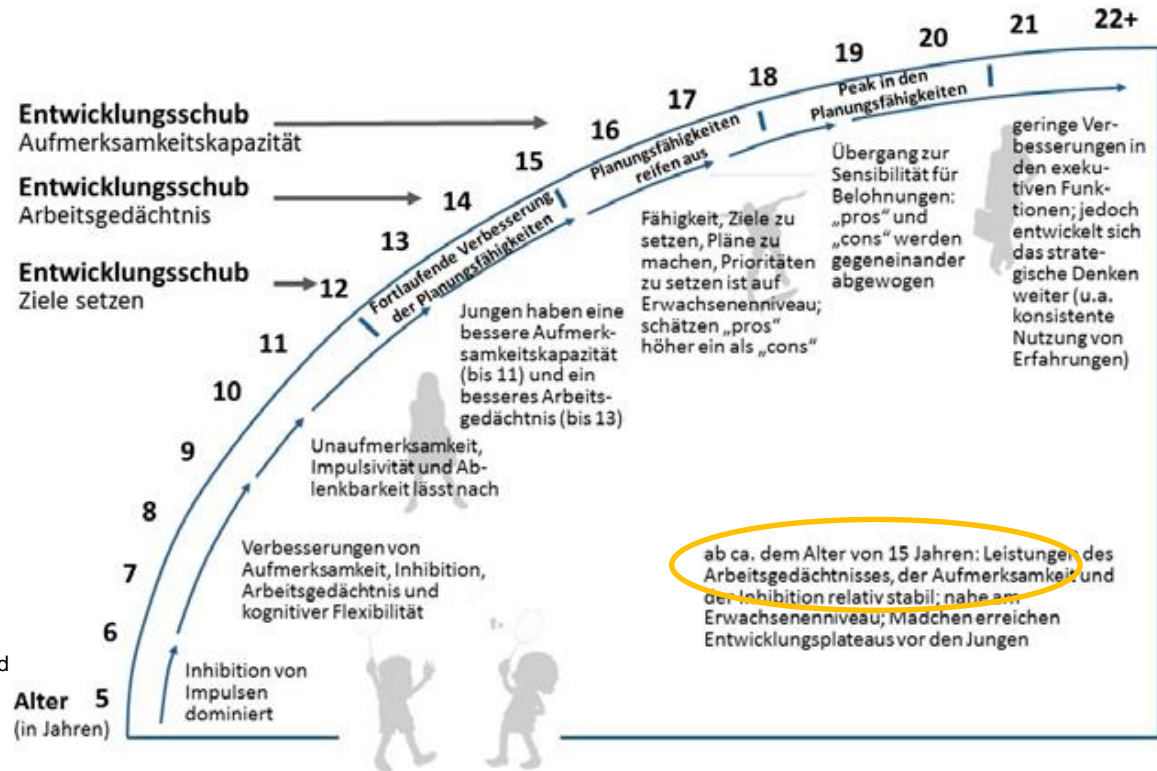 Entwicklungsschub
Aufmerksamkeitskapazität
Entwicklungsschub
Arbeitsgedächtnis
Entwicklungsschub
Ziele setzen
d
Alter
(in Jahren)
5
6
7
8
9
10
11
12
13
14
15
16
17
18
19
20
21
22+
Fortlaufende Verbesserung
der Planungsfähigkeiten
Planungsfähigkeiten
reifen aus
Peak in den
Planungsfähigkeiten
Inhibition von
Impulsen
dominiert
Verbesserungen von
Aufmerksamkeit, Inhibition,
Arbeitsgedächtnis und
kognitiver Flexibilität
Unaufmerksamkeit,
Impulsivität und Ab-
lenkbarkeit lässt nach
Jungen haben eine
bessere Aufmerk-
samkeitskapazität
(bis 11) und ein
besseres Arbeits-
gedächtnis (bis 13)
Fähigkeit, Ziele zu
setzen, Pläne zu
machen, Prioritäten
zu setzen ist auf
Erwachsenenniveau;
schätzen „pros“
höher ein als „cons“
Übergang zur
Sensibilität für
Belohnungen:
„pros“ und
„cons“ werden
gegeneinander
abgewogen
geringe Ver-
besserungen in
den exeku-
tiven Funk-
tionen; jedoch
entwickelt sich
das strate-
gische Denken
weiter (u.a.
konsistente
Nutzung von
Erfahrungen)
ab ca. dem Alter von 15 Jahren: Leistungen des
Arbeitsgedächtnisses, der Aufmerksamkeit und
der Inhibition relativ stabil; nahe am
Erwachsenenniveau; Mädchen erreichen
Entwicklungsplateaus vor den Jungen